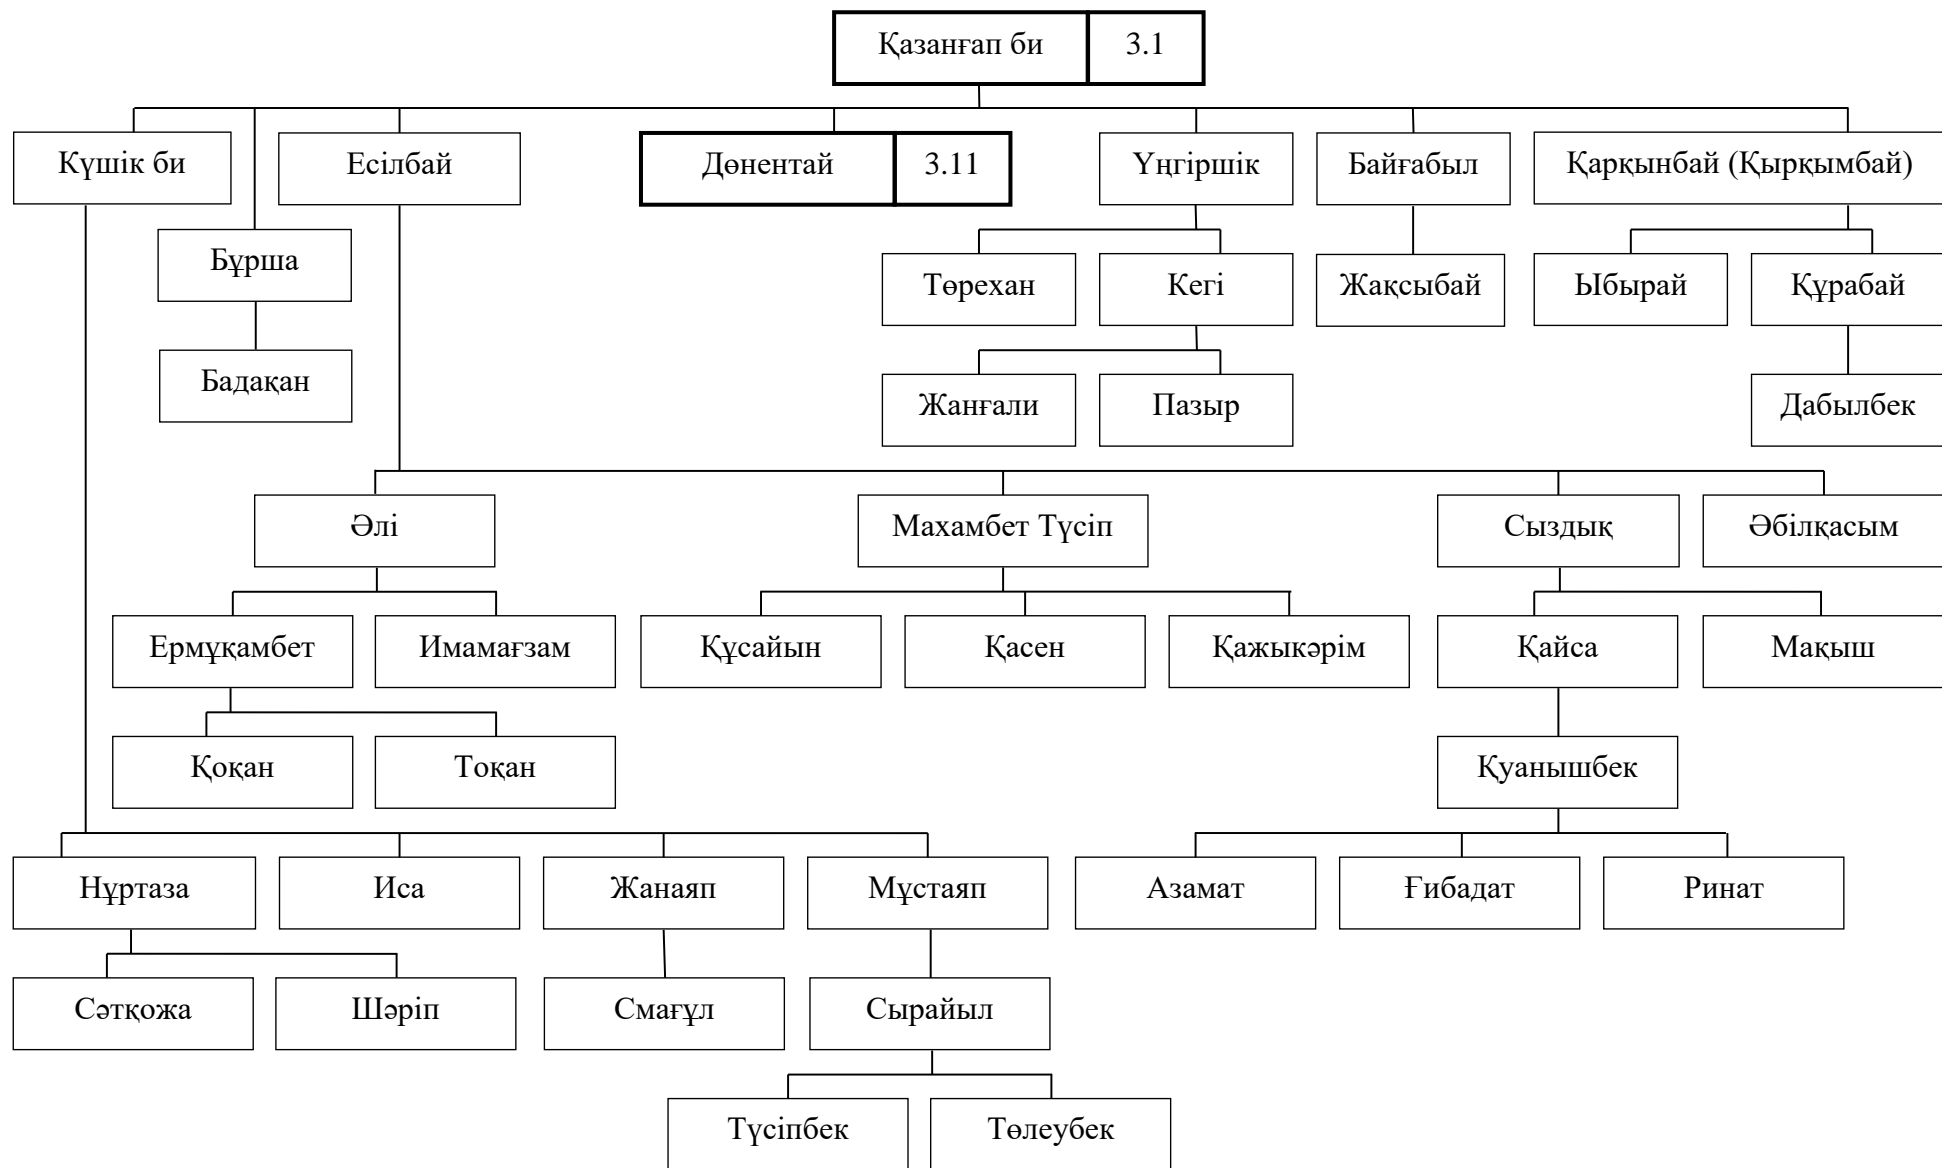 Қазанғап би 3.1
Күшік би Есілбай Дөнентай 3.11 Үңгіршік Байғабыл Қарқынбай (Қырқымбай)
Бұрша Төрехан Кегі Жақсыбай Ыбырай Құрабай
Бадақан Жанғали Пазыр Дабылбек
Әлі Махамбет Түсіп Сыздық Әбілқасым
Ермұқамбет Имамағзам Құсайын Қасен Қажыкәрім Қайса Мақыш
Қоқан Тоқан Қуанышбек
Нұртаза Иса Жанаяп Мұстаяп Азамат Ғибадат Ринат
Сәтқожа Шәріп Смағұл Сырайыл
Түсіпбек Төлеубек